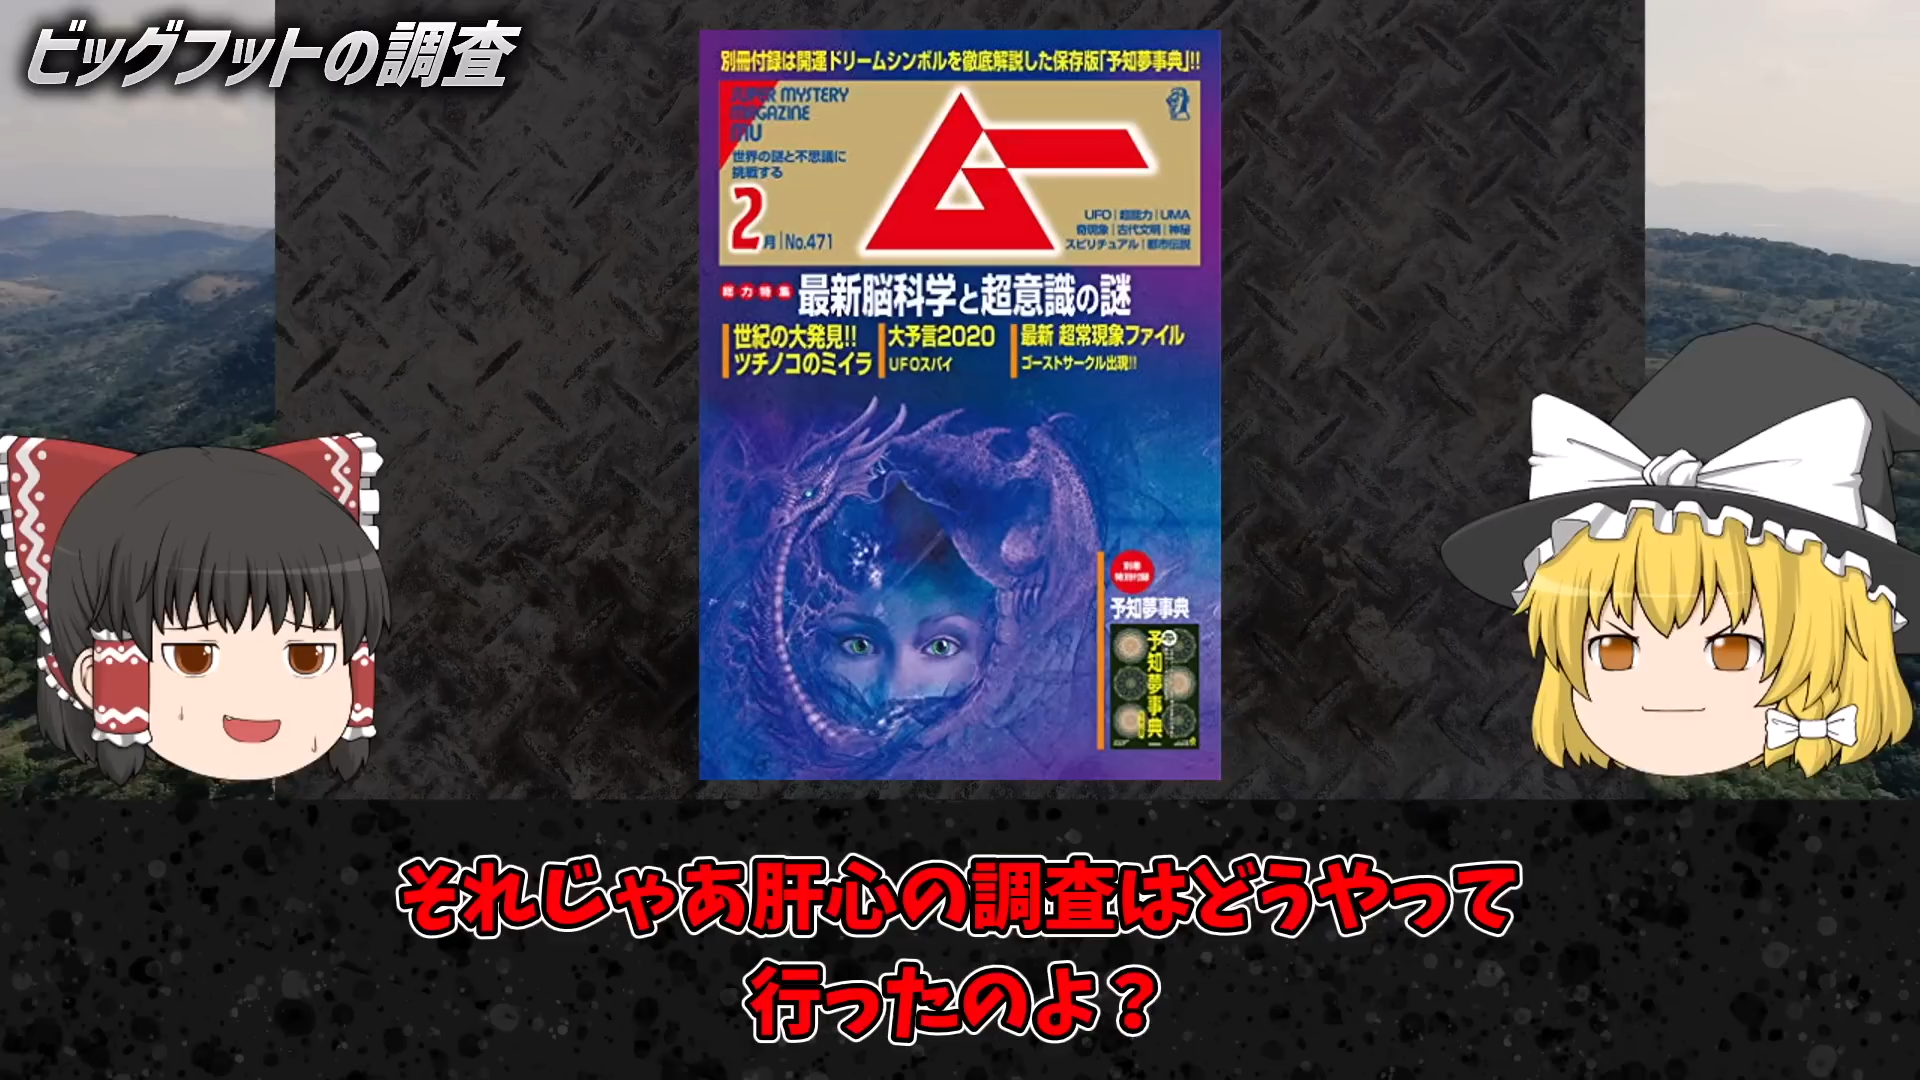 ビッグフットの調査
別冊付録は開運ドリームシンボルを徹底解説した保存版「予知夢事典」!!
SUPER MYSTERY
MAGAZINE
MU
世界の謎と不思議に
挑戦する
ムー
2月 No.471
UFO|超能力|UMA
奇現象|古代文明|神秘
スピリチュアル|都市伝説
総力特集 最新脳科学と超意識の謎
世紀の大発見!!
ツチノコのミイラ
大予言2020
UFOスパイ
最新 超常現象ファイル
ゴーストサークル出現!!
別冊
特別付録
予知夢事典
予知夢事典
それじゃあ肝心の調査はどうやって
行ったのよ？